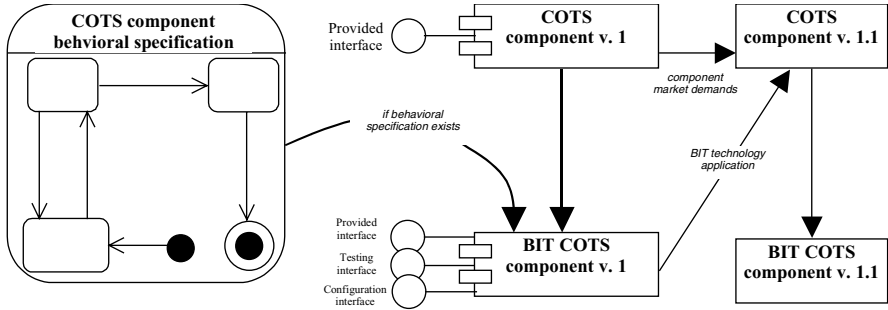 COTS component
behvioral specification
Provided
interface
COTS
component v. 1
COTS
component v. 1.1
component
market demands
if behavioral
specification exists
BIT technology
application
Provided
interface
Testing
interface
Configuration
interface
BIT COTS
component v. 1
BIT COTS
component v. 1.1